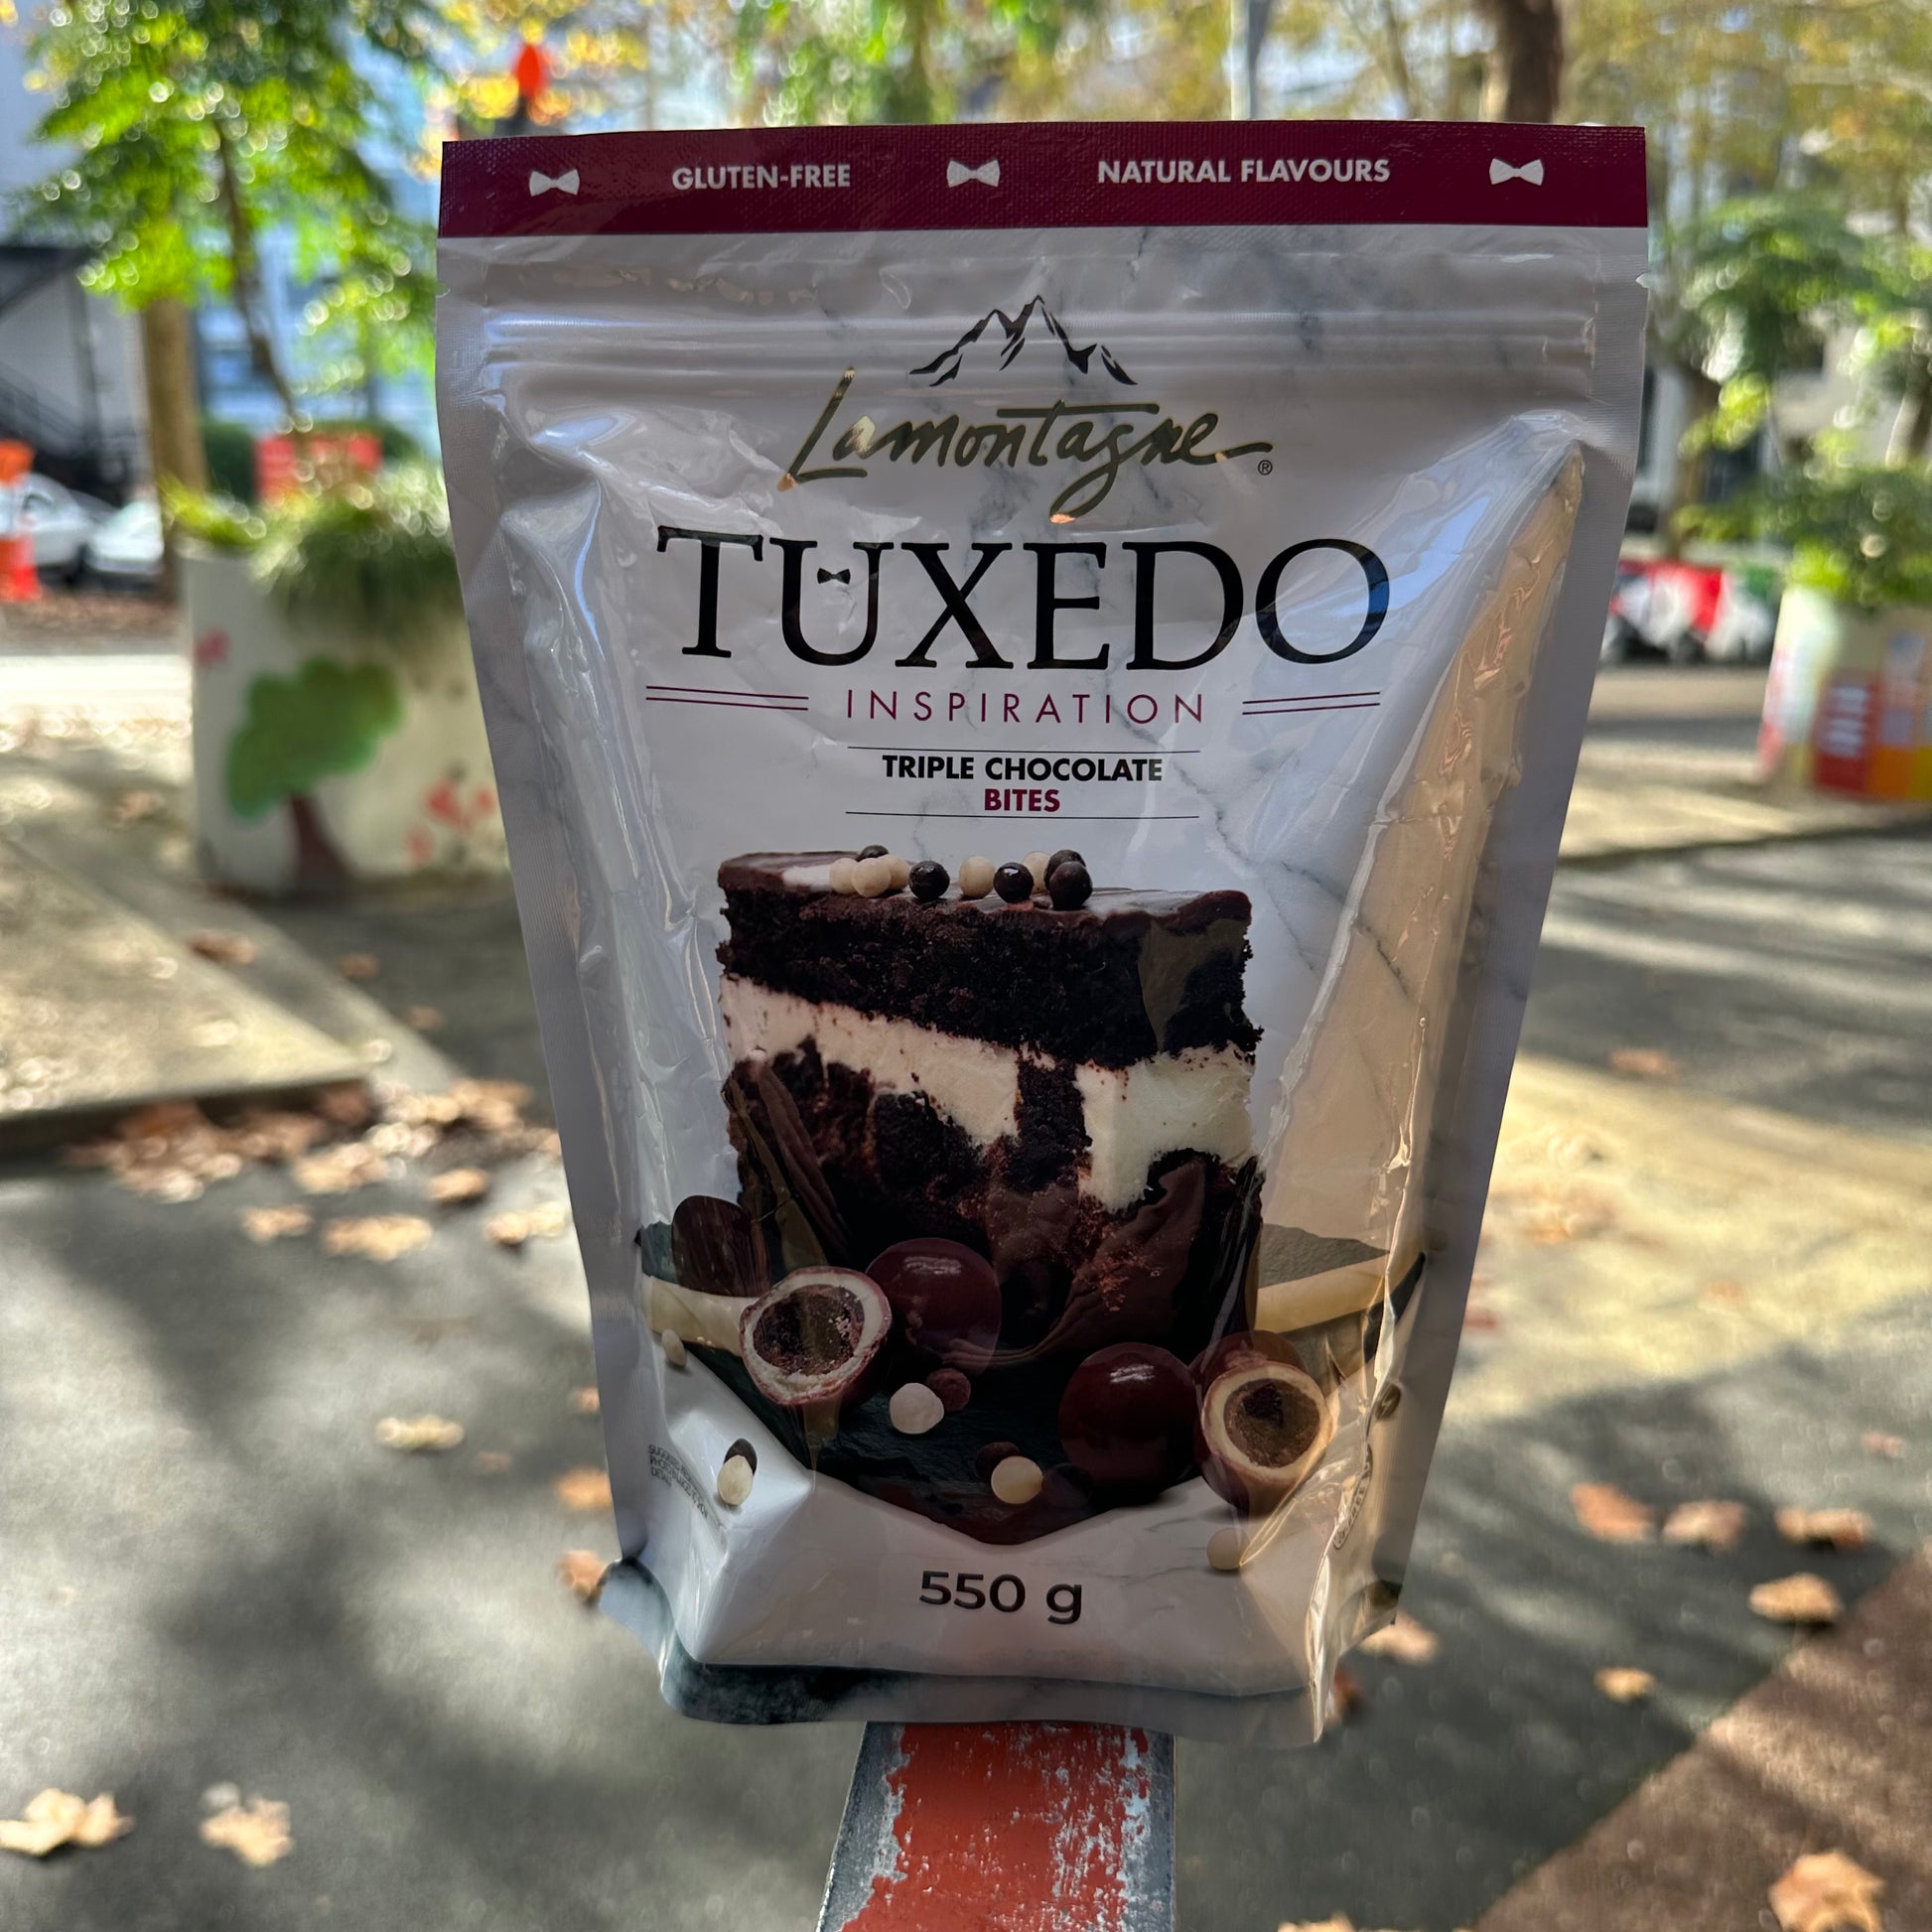 GLUTEN-FREE NATURAL FLAVOURS
Lamontagne®
TUXEDO
INSPIRATION
TRIPLE CHOCOLATE
BITES
550 g